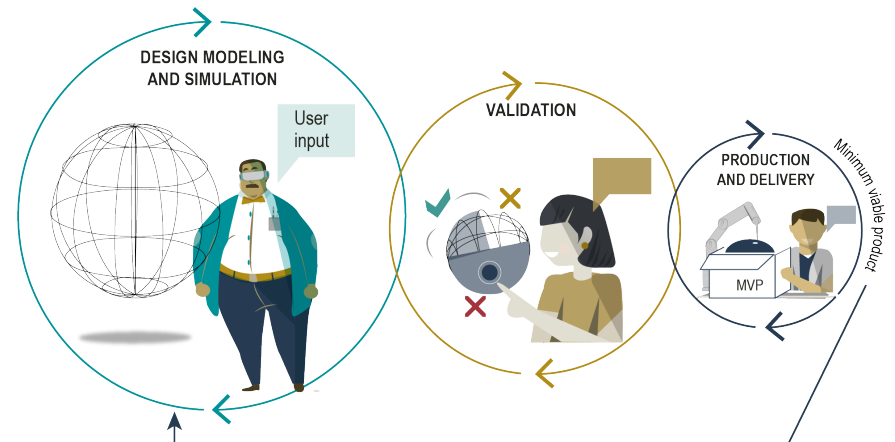 DESIGN MODELING
AND SIMULATION
User
input
VALIDATION
PRODUCTION
AND DELIVERY
MVP
Minimum viable product